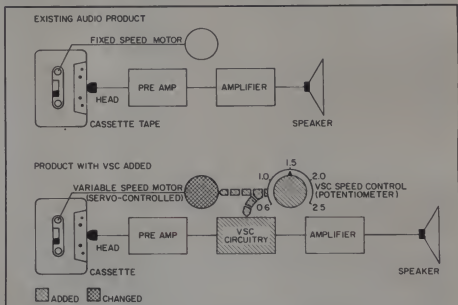 EXISTING AUDIO PRODUCT
FIXED SPEED MOTOR
HEAD
PRE AMP
AMPLIFIER
CASSETTE TAPE
SPEAKER
PRODUCT WITH VSC ADDED
VARIABLE SPEED MOTOR
(SERVO-CONTROLLED)
0.6
1.0
1.5
2.0
2.5
VSC SPEED CONTROL
(POTENTIOMETER)
HEAD
PRE AMP
VSC
CIRCUITRY
AMPLIFIER
CASSETTE
SPEAKER
ADDED
CHANGED